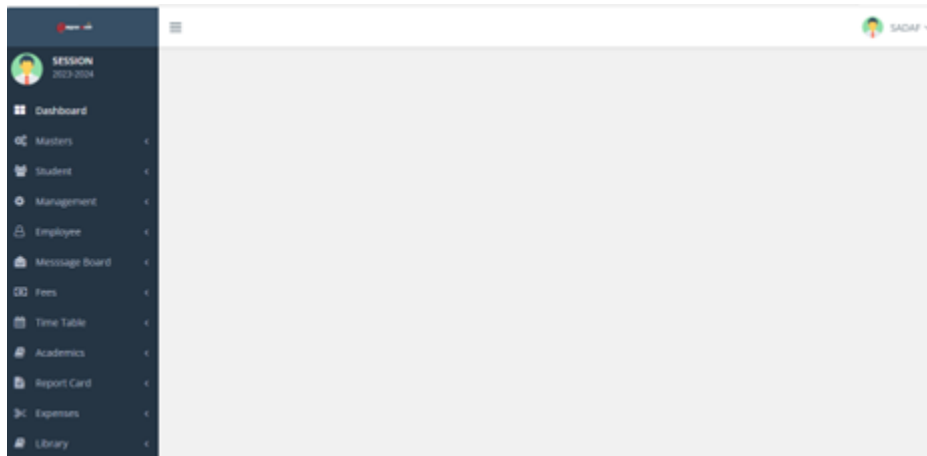 SADAF
SESSION
2023-2024
Dashboard
Masters
Student
Management
Employee
Messsage Board
Fees
Time Table
Academics
Report Card
Expenses
Library